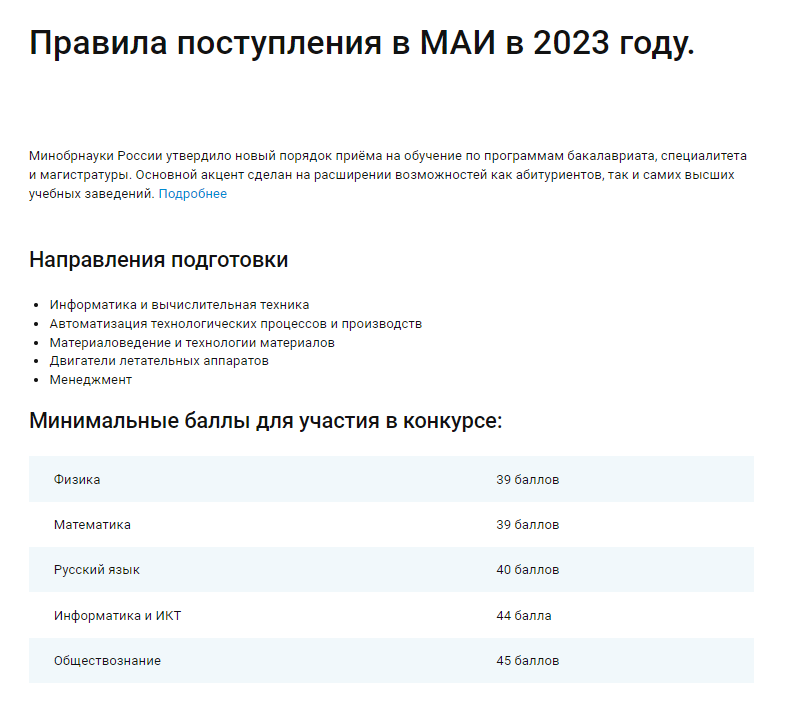 Правила поступления в МАИ в 2023 году.
Минобрнауки России утвердило новый порядок приёма на обучение по программам бакалавриата, специалитета
и магистратуры. Основной акцент сделан на расширении возможностей как абитуриентов, так и самих высших
учебных заведений. Подробнее
Направления подготовки
• Информатика и вычислительная техника
• Автоматизация технологических процессов и производств
• Материаловедение и технологии материалов
• Двигатели летательных аппаратов
• Менеджмент
Минимальные баллы для участия в конкурсе:
Физика 39 баллов
Математика 39 баллов
Русский язык 40 баллов
Информатика и ИКТ 44 балла
Обществознание 45 баллов